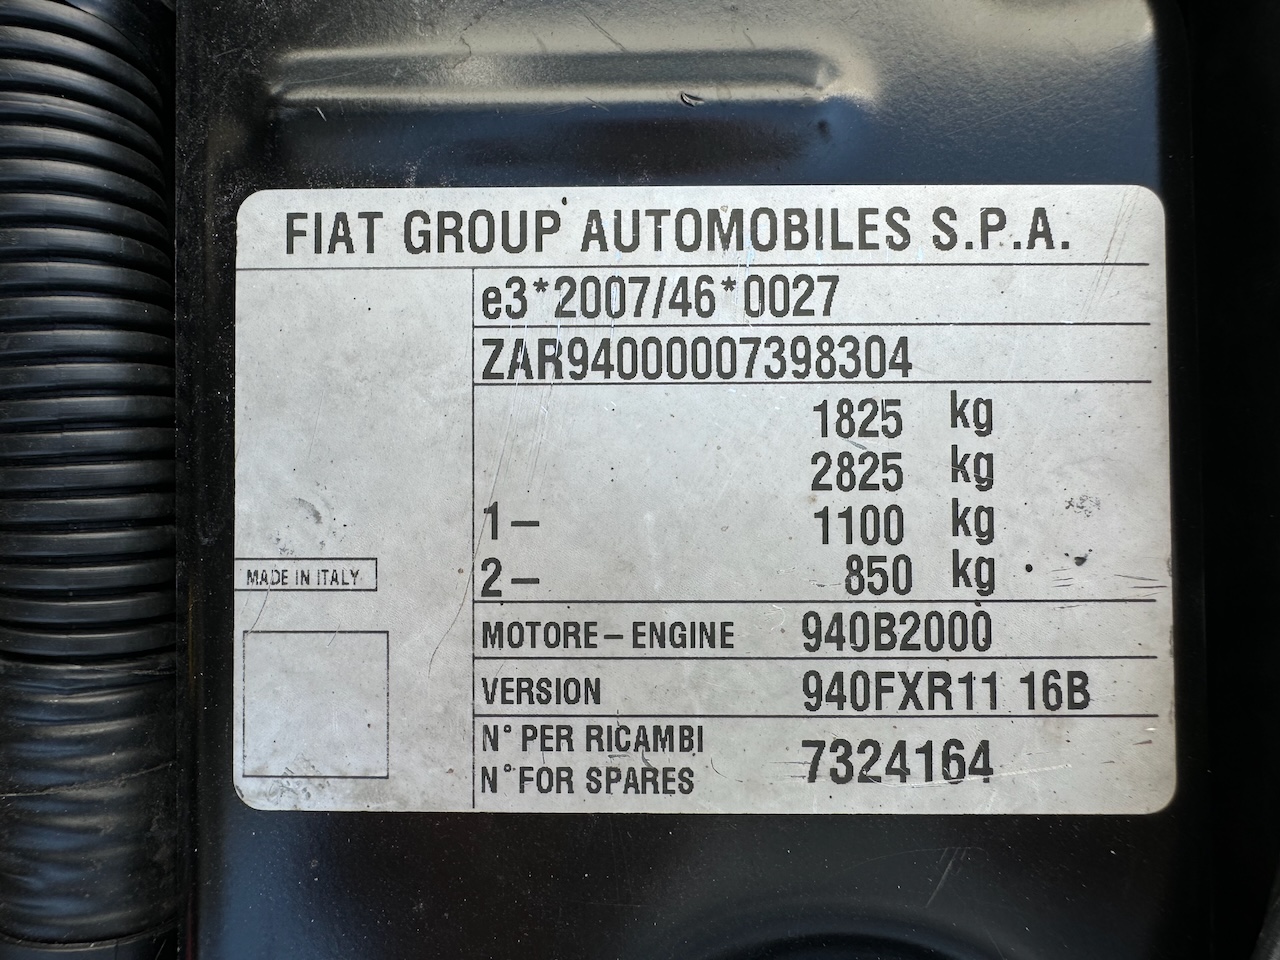 FIAT GROUP AUTOMOBILES S.P.A.
e3*2007/46*0027
ZAR94000007398304
1825 kg
2825 kg
1– 1100 kg
2– 850 kg
MADE IN ITALY
MOTORE–ENGINE 940B2000
VERSION 940FXR11 16B
N° PER RICAMBI
N° FOR SPARES 7324164